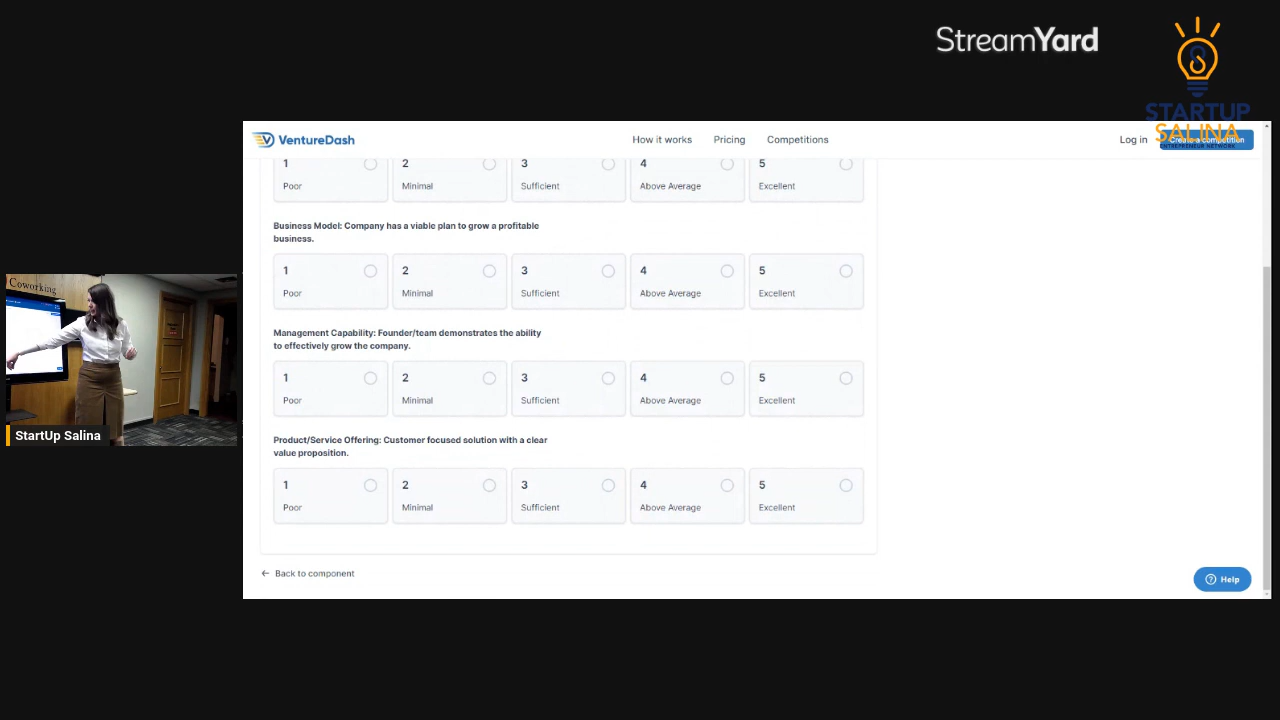 StreamYard
STARTUP
SALINA
ENTREPRENEUR NETWORK
VentureDash
How it works
Pricing
Competitions
Log in
Create a competition
1
2
3
4
5
Poor
Minimal
Sufficient
Above Average
Excellent
Business Model: Company has a viable plan to grow a profitable
business.
1
2
3
4
5
Poor
Minimal
Sufficient
Above Average
Excellent
Management Capability: Founder/team demonstrates the ability
to effectively grow the company.
1
2
3
4
5
Poor
Minimal
Sufficient
Above Average
Excellent
Product/Service Offering: Customer focused solution with a clear
value proposition.
1
2
3
4
5
Poor
Minimal
Sufficient
Above Average
Excellent
← Back to component
Help
Coworking
StartUp Salina